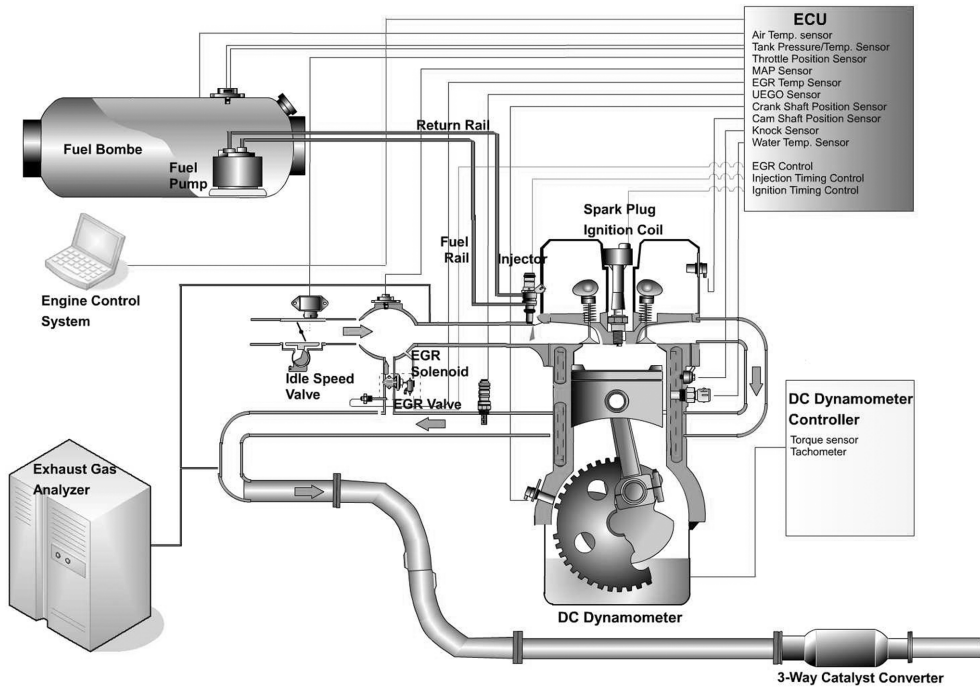 ECU
Air Temp. sensor
Tank Pressure/Temp. Sensor
Throttle Position Sensor
MAP Sensor
EGR Temp Sensor
UEGO Sensor
Crank Shaft Position Sensor
Cam Shaft Position Sensor
Knock Sensor
Water Temp. Sensor
EGR Control
Injection Timing Control
Ignition Timing Control
Return Rail
Fuel Bombe
Fuel
Pump
Spark Plug
Ignition Coil
Fuel
Rail
Injector
Engine Control
System
Idle Speed
Valve
EGR
Solenoid
EGR Valve
DC Dynamometer
Controller
Torque sensor
Tachometer
Exhaust Gas
Analyzer
DC Dynamometer
3-Way Catalyst Converter